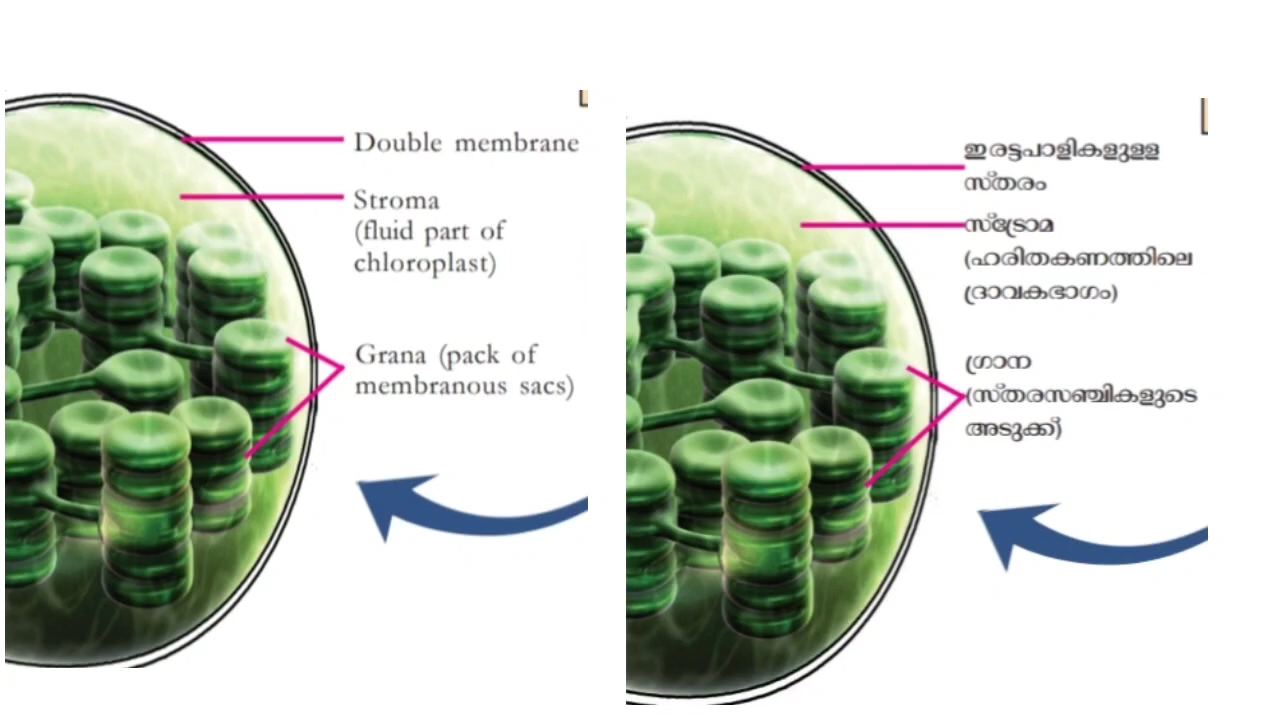 Double membrane
Stroma
(fluid part of
chloroplast)
Grana (pack of
membranous sacs)
ഇരട്ടപാളികളുള്ള
സ്തരം
സ്ട്രോമ
(ഹരിതകണത്തിലെ
ദ്രാവകഭാഗം)
ഗ്രാന
(സ്തരസഞ്ചികളുടെ
അടുക്ക്)